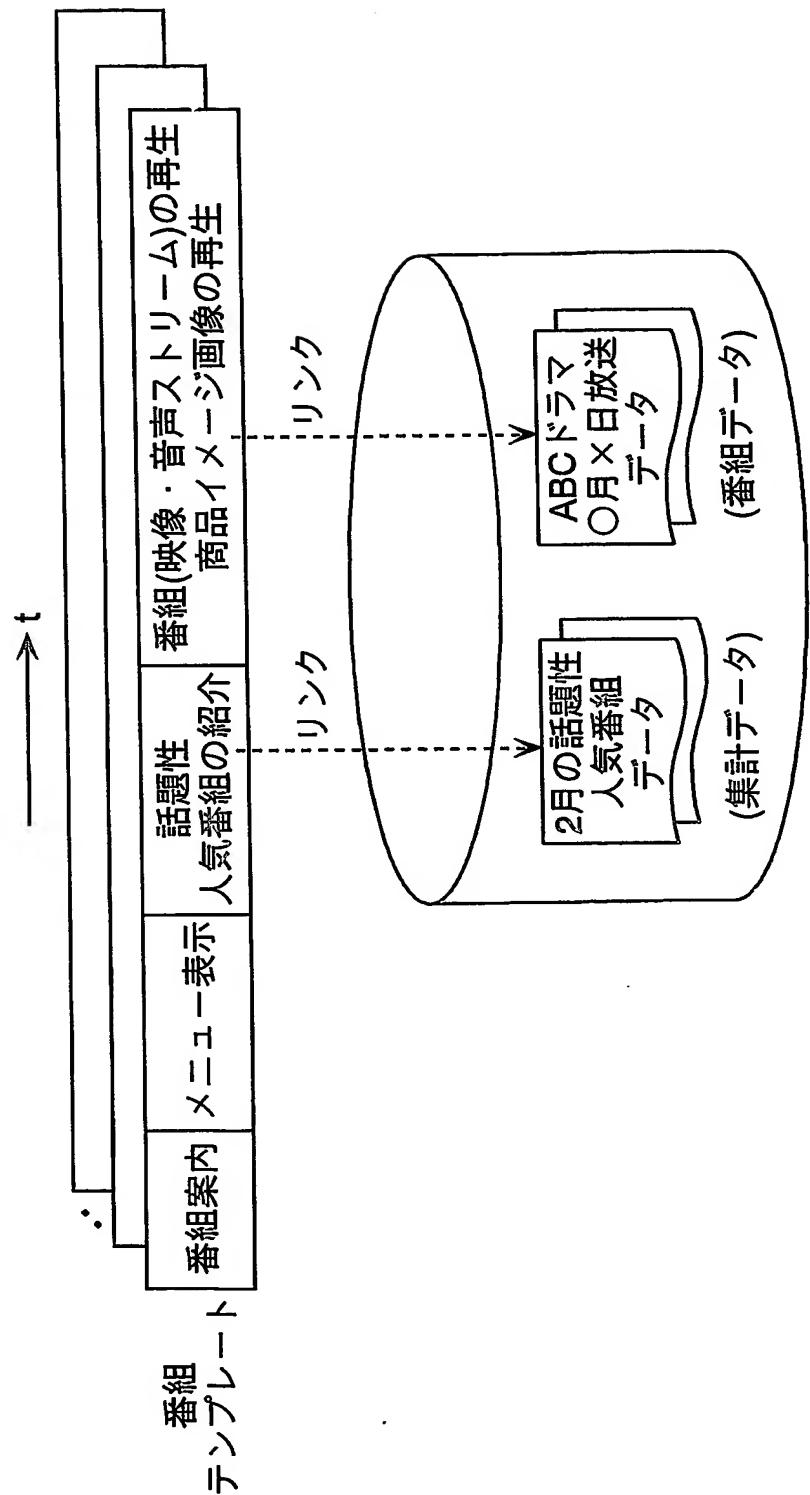 →t
番組
テンプレート
番組案内
メニュー表示
話題性
人気番組の紹介
番組(映像・音声ストリーム)の再生
商品イメージ画像の再生
リンク
リンク
2月の話題性
人気番組
データ
(集計データ)
ABCドラマ
〇月×日放送
データ
(番組データ)